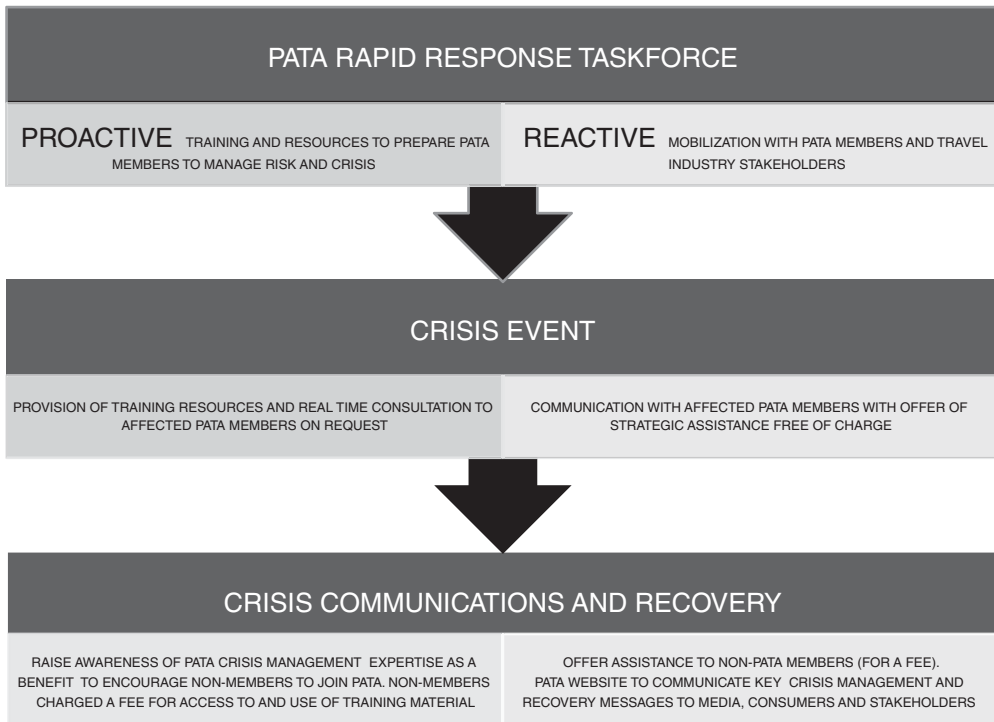 PATA RAPID RESPONSE TASKFORCE
PROACTIVE TRAINING AND RESOURCES TO PREPARE PATA
MEMBERS TO MANAGE RISK AND CRISIS
REACTIVE MOBILIZATION WITH PATA MEMBERS AND TRAVEL
INDUSTRY STAKEHOLDERS
CRISIS EVENT
PROVISION OF TRAINING RESOURCES AND REAL TIME CONSULTATION TO
AFFECTED PATA MEMBERS ON REQUEST
COMMUNICATION WITH AFFECTED PATA MEMBERS WITH OFFER OF
STRATEGIC ASSISTANCE FREE OF CHARGE
CRISIS COMMUNICATIONS AND RECOVERY
RAISE AWARENESS OF PATA CRISIS MANAGEMENT EXPERTISE AS A
BENEFIT TO ENCOURAGE NON-MEMBERS TO JOIN PATA. NON-MEMBERS
CHARGED A FEE FOR ACCESS TO AND USE OF TRAINING MATERIAL
OFFER ASSISTANCE TO NON-PATA MEMBERS (FOR A FEE).
PATA WEBSITE TO COMMUNICATE KEY CRISIS MANAGEMENT AND
RECOVERY MESSAGES TO MEDIA, CONSUMERS AND STAKEHOLDERS